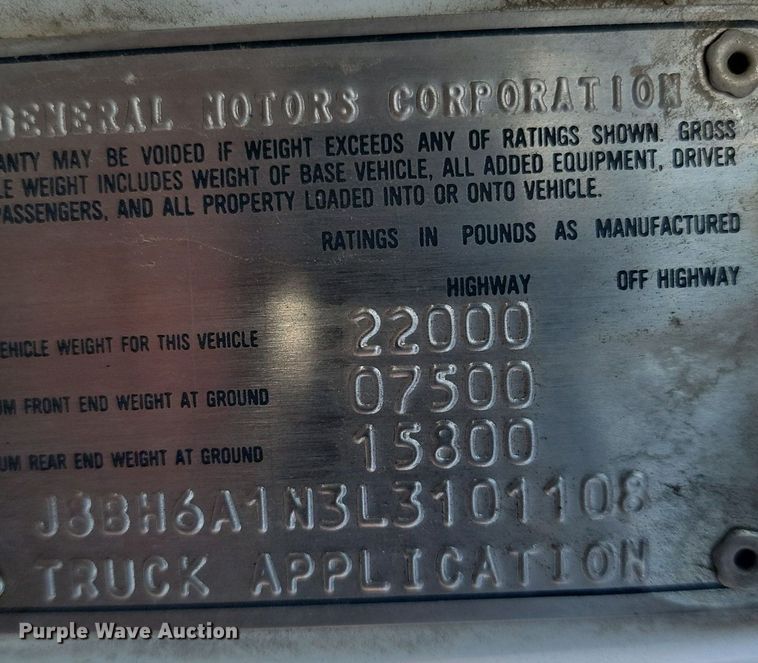 GENERAL MOTORS CORPORATION
ANTY MAY BE VOIDED IF WEIGHT EXCEEDS ANY OF RATINGS SHOWN. GROSS
LE WEIGHT INCLUDES WEIGHT OF BASE VEHICLE, ALL ADDED EQUIPMENT, DRIVER
PASSENGERS, AND ALL PROPERTY LOADED INTO OR ONTO VEHICLE.
RATINGS IN POUNDS AS MANUFACTURED
HIGHWAY OFF HIGHWAY
EHICLE WEIGHT FOR THIS VEHICLE 22000
UM FRONT END WEIGHT AT GROUND 07500
UM REAR END WEIGHT AT GROUND 15800
J8BH6A1N3L3101108
TRUCK APPLICATION
Purple Wave Auction